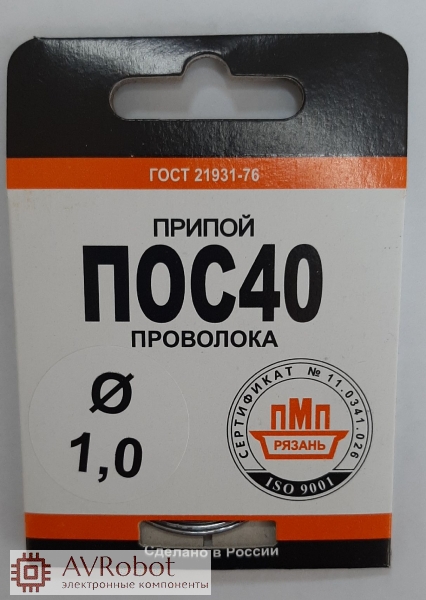 ГОСТ 21931-76
ПРИПОЙ
ПОС40
ПРОВОЛОКА
Ø
1,0
СЕРТИФИКАТ № 11.0341.026
ПМП
РЯЗАНЬ
ISO 9001
Сделано в России
AVRobot
электронные компоненты